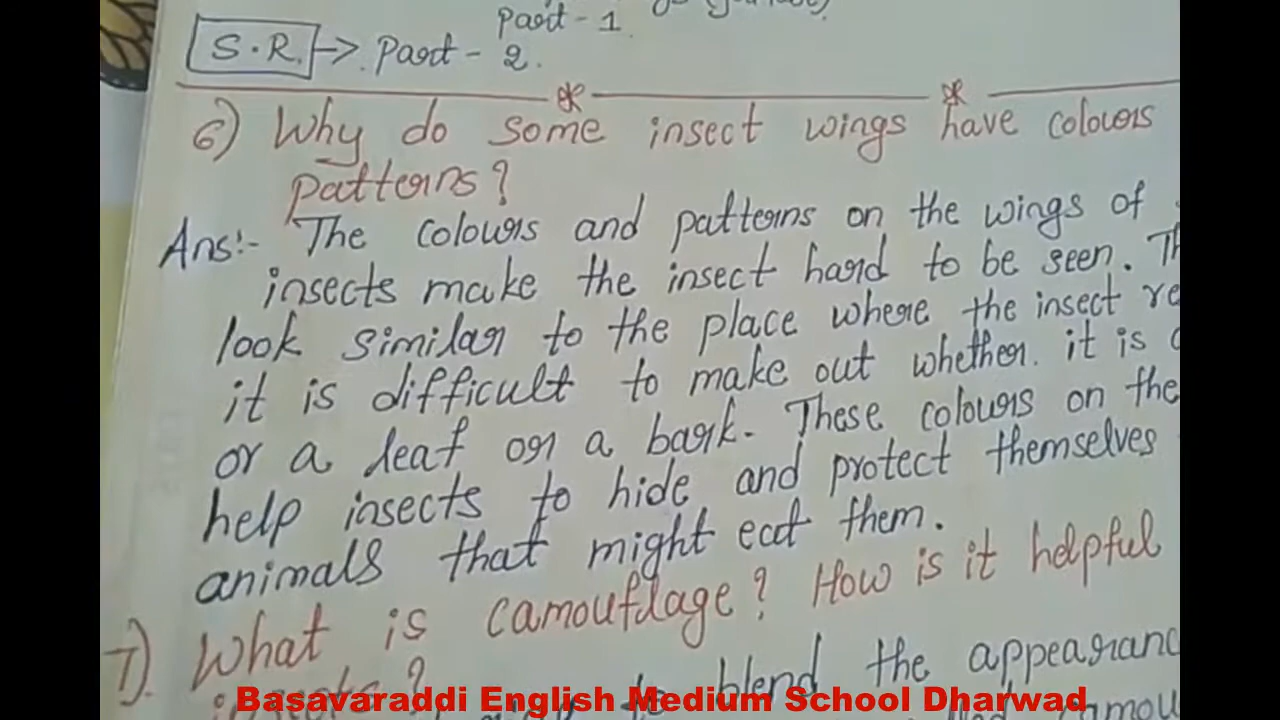 Part - 1
S.R. → Part - 2.
6) Why do some insect wings have colours
patterns?
Ans:- The colours and patterns on the wings of
insects make the insect hard to be seen. Th
look similar to the place where the insect re
it is difficult to make out whether. it is a
or a leaf or a bark. These colours on the
help insects to hide and protect themselves
animals that might eat them.
7) What is camouflage? How is it helpful
insects?
to blend the appearanc
Basavaraddi English Medium School Dharwad